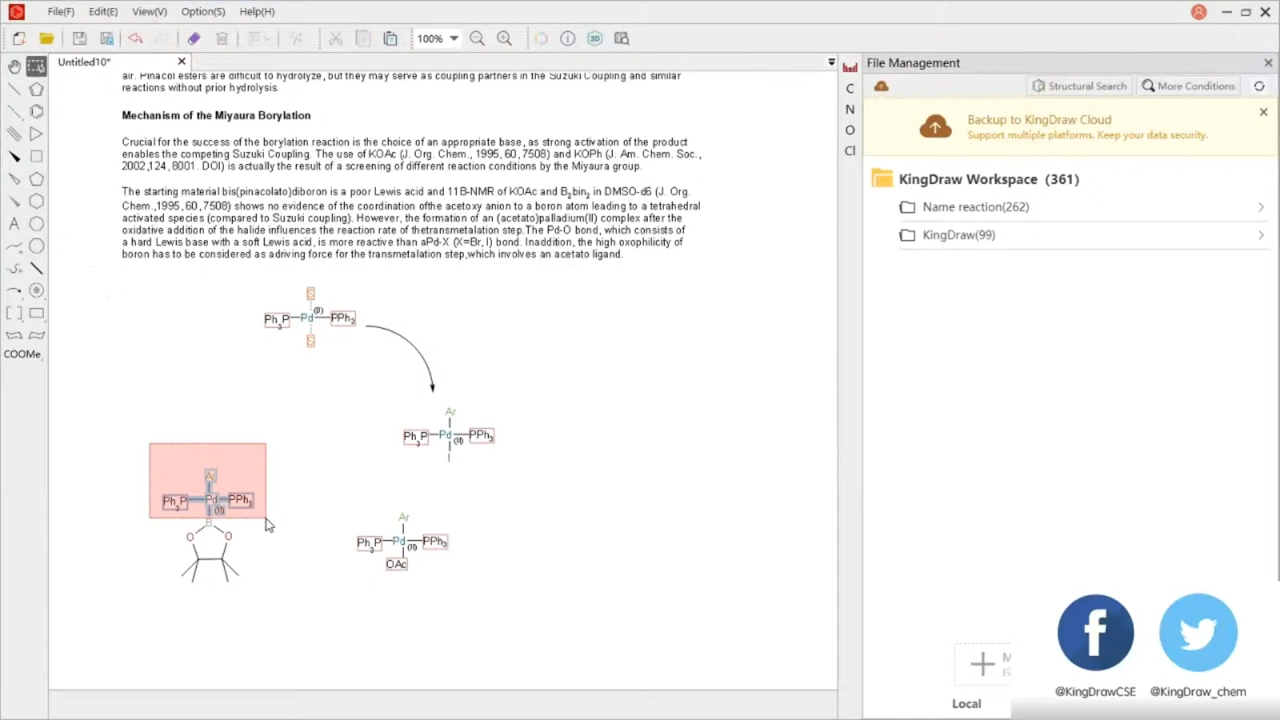 File(F) Edit(E) View(V) Option(S) Help(H)
100%
Untitled10*
air. Pinacol esters are difficult to hydrolyze, but they may serve as coupling partners in the Suzuki Coupling and similar
reactions without prior hydrolysis.
Mechanism of the Miyaura Borylation
Crucial for the success of the borylation reaction is the choice of an appropriate base, as strong activation of the product
enables the competing Suzuki Coupling. The use of KOAc (J. Org. Chem., 1995, 60, 7508) and KOPh (J. Am. Chem. Soc.,
2002,124, 8001. DOI) is actually the result of a screening of different reaction conditions by the Miyaura group.
The starting material bis(pinacolato)diboron is a poor Lewis acid and 11B-NMR of KOAc and B2bin2 in DMSO-d6 (J. Org.
Chem.,1995, 60, 7508) shows no evidence of the coordination ofthe acetoxy anion to a boron atom leading to a tetrahedral
activated species (compared to Suzuki coupling). However, the formation of an (acetato)palladium(II) complex after the
oxidative addition of the halide influences the reaction rate of thetransmetalation step.The Pd-O bond, which consists of
a hard Lewis base with a soft Lewis acid, is more reactive than aPd-X (X=Br, I) bond. Inaddition, the high oxophilicity of
boron has to be considered as adriving force for the transmetalation step,which involves an acetato ligand.
S
(0)
Ph3P Pd PPh3
S
Ar
Ph3P Pd PPh3
(II)
I
Ar
Ph3P Pd PPh3
(II)
O O
Ar
Ph3P Pd PPh3
(II)
OAc
A
COOMe
C
N
O
Cl
File Management
Structural Search More Conditions
Backup to KingDraw Cloud
Support multiple platforms. Keep your data security.
KingDraw Workspace (361)
Name reaction(262)
KingDraw(99)
Local
@KingDrawCSE @KingDraw_chem